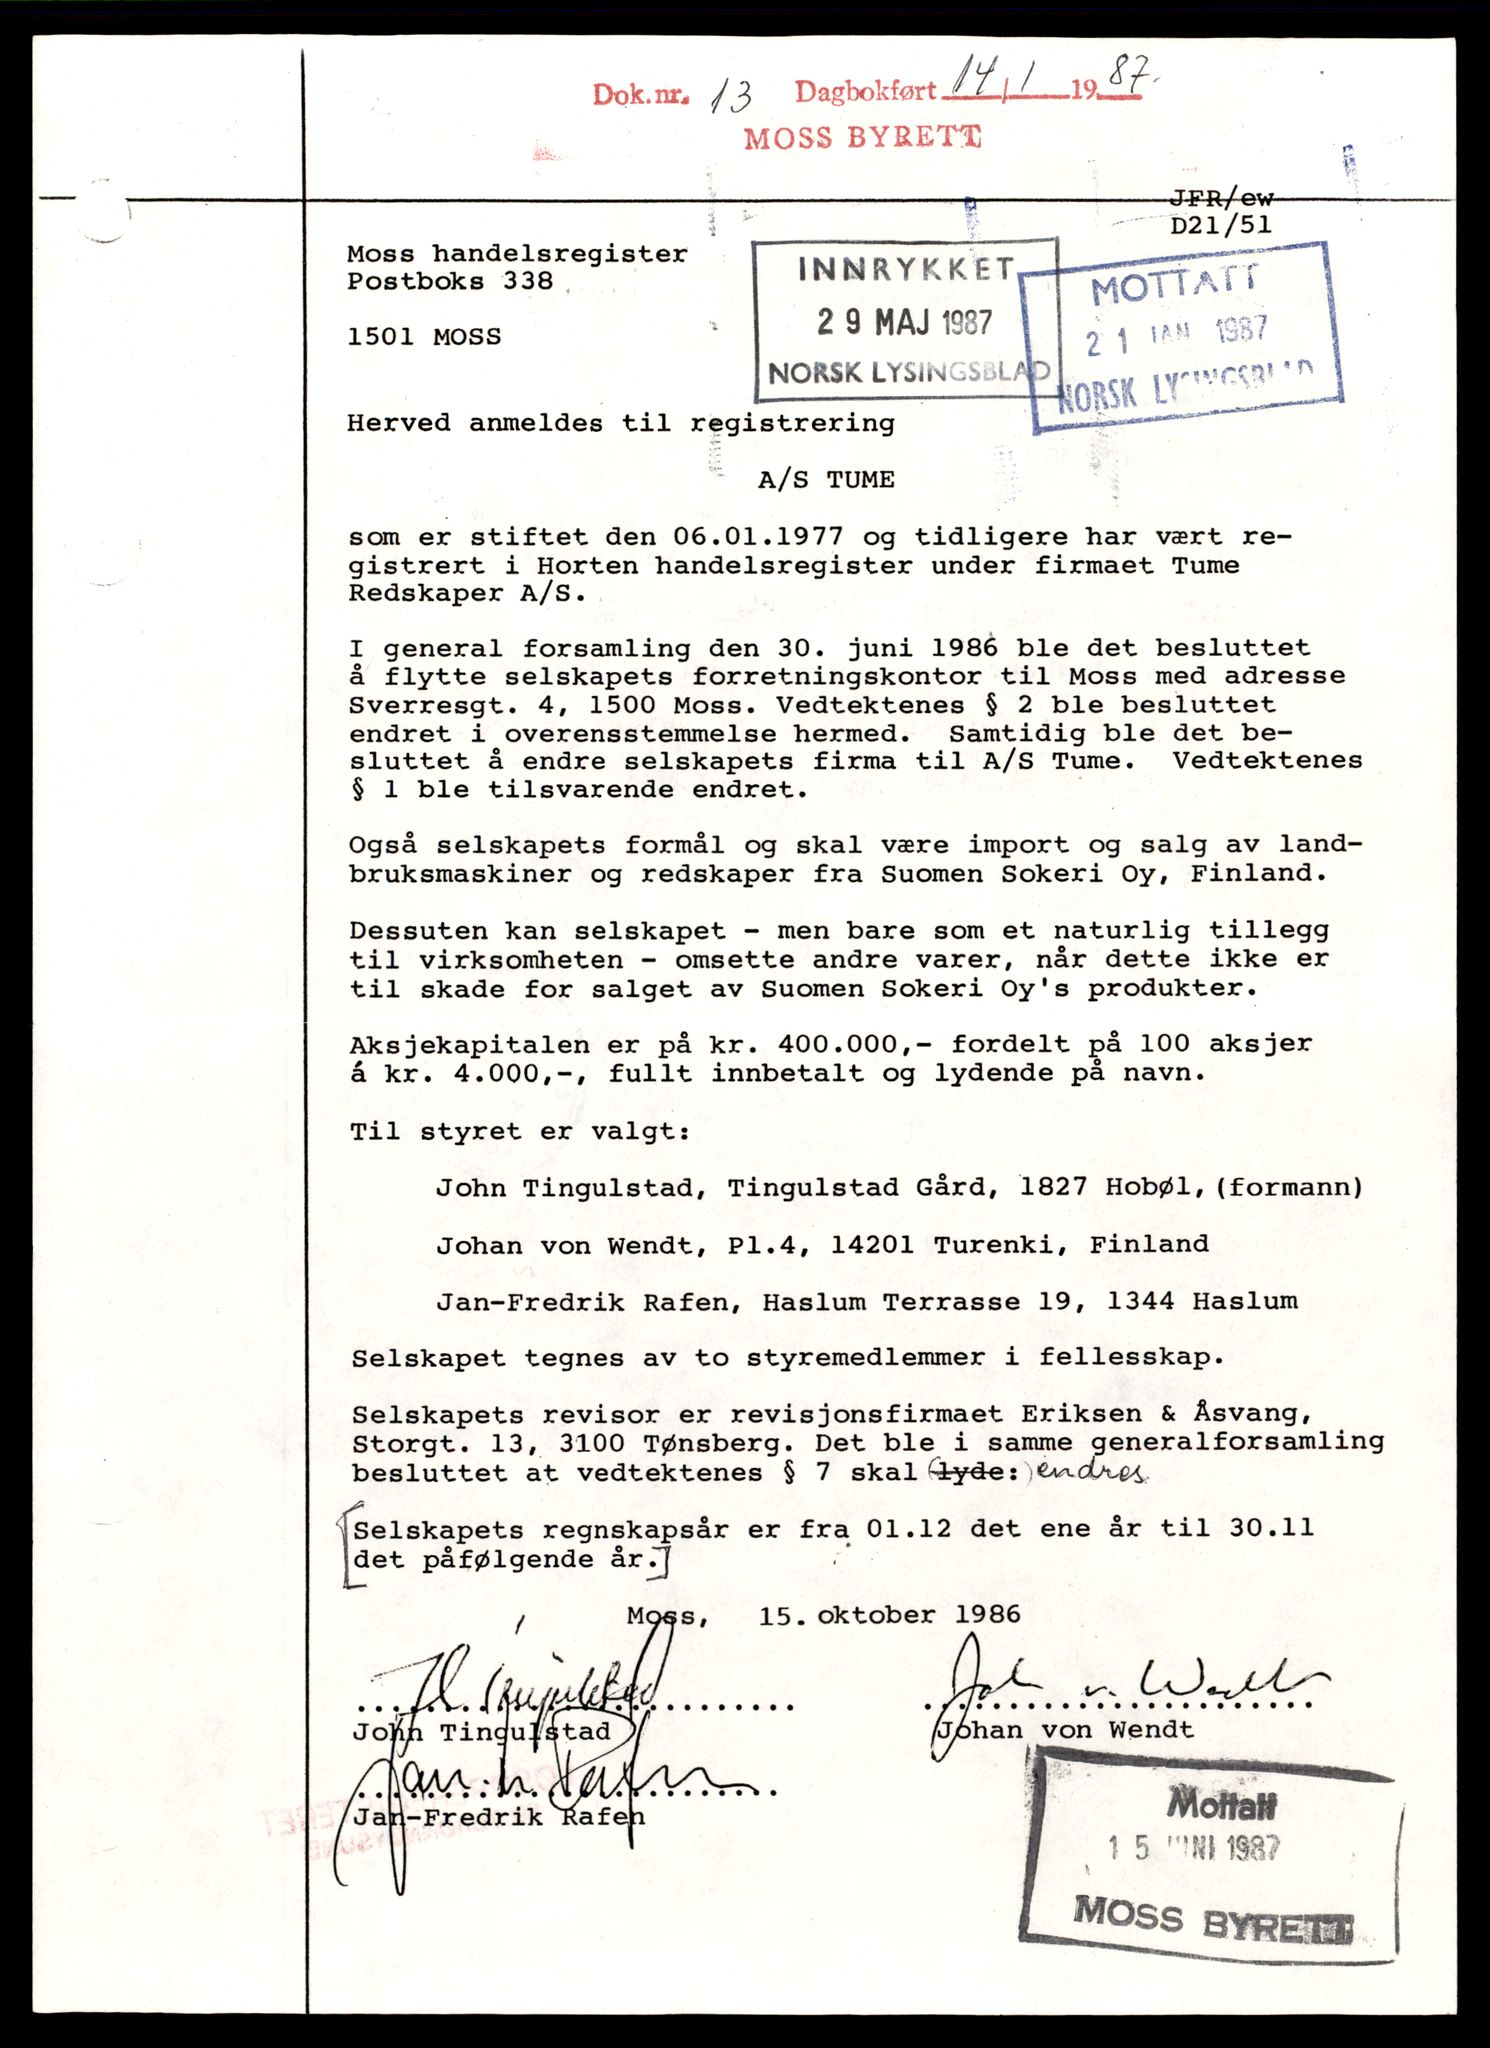 Dok.nr. 13 Dagbokført 14/1 1987.
MOSS BYRETT
JFR/ew
D21/51
Moss handelsregister
Postboks 338
1501 MOSS
INNRYKKET
29 MAJ 1987
NORSK LYSINGSBLAD
MOTTATT
21 JAN 1987
NORSK LYSINGSBLAD
Herved anmeldes til registrering
A/S TUME
som er stiftet den 06.01.1977 og tidligere har vært re-
gistrert i Horten handelsregister under firmaet Tume
Redskaper A/S.
I general forsamling den 30. juni 1986 ble det besluttet
å flytte selskapets forretningskontor til Moss med adresse
Sverresgt. 4, 1500 Moss. Vedtektenes § 2 ble besluttet
endret i overensstemmelse hermed. Samtidig ble det be-
sluttet å endre selskapets firma til A/S Tume. Vedtektenes
§ 1 ble tilsvarende endret.
Også selskapets formål og skal være import og salg av land-
bruksmaskiner og redskaper fra Suomen Sokeri Oy, Finland.
Dessuten kan selskapet - men bare som et naturlig tillegg
til virksomheten - omsette andre varer, når dette ikke er
til skade for salget av Suomen Sokeri Oy's produkter.
Aksjekapitalen er på kr. 400.000,- fordelt på 100 aksjer
á kr. 4.000,-, fullt innbetalt og lydende på navn.
Til styret er valgt:
John Tingulstad, Tingulstad Gård, 1827 Hobøl, (formann)
Johan von Wendt, Pl.4, 14201 Turenki, Finland
Jan-Fredrik Rafen, Haslum Terrasse 19, 1344 Haslum
Selskapet tegnes av to styremedlemmer i fellesskap.
Selskapets revisor er revisjonsfirmaet Eriksen & Åsvang,
Storgt. 13, 3100 Tønsberg. Det ble i samme generalforsamling
besluttet at vedtektenes § 7 skal (lyde:) endres
[Selskapets regnskapsår er fra 01.12 det ene år til 30.11
det påfølgende år.]
Moss, 15. oktober 1986
John Tingulstad
Johan von Wendt
Jan-Fredrik Rafen
Mottatt
15 JUNI 1987
MOSS BYRETT